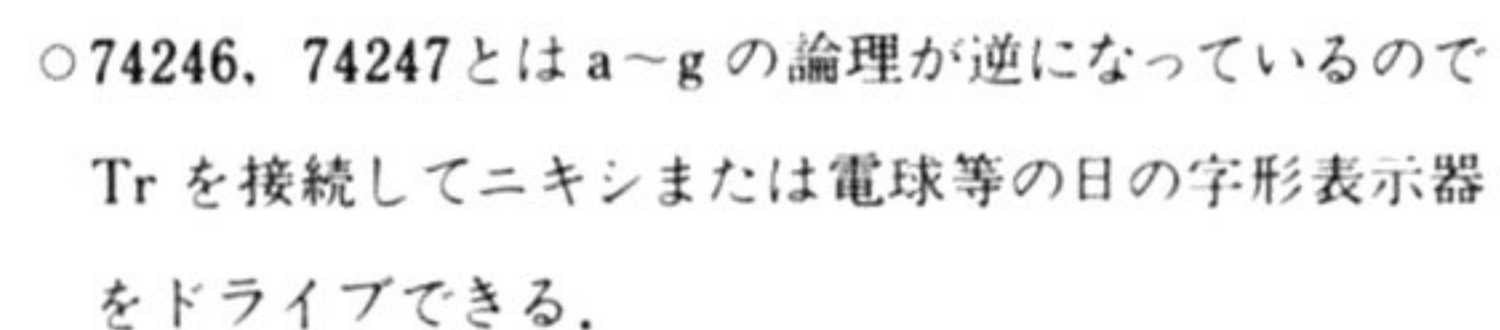 ○74246，74247とはa～gの論理が逆になっているので
Trを接続してニキシまたは電球等の日の字形表示器
をドライブできる．